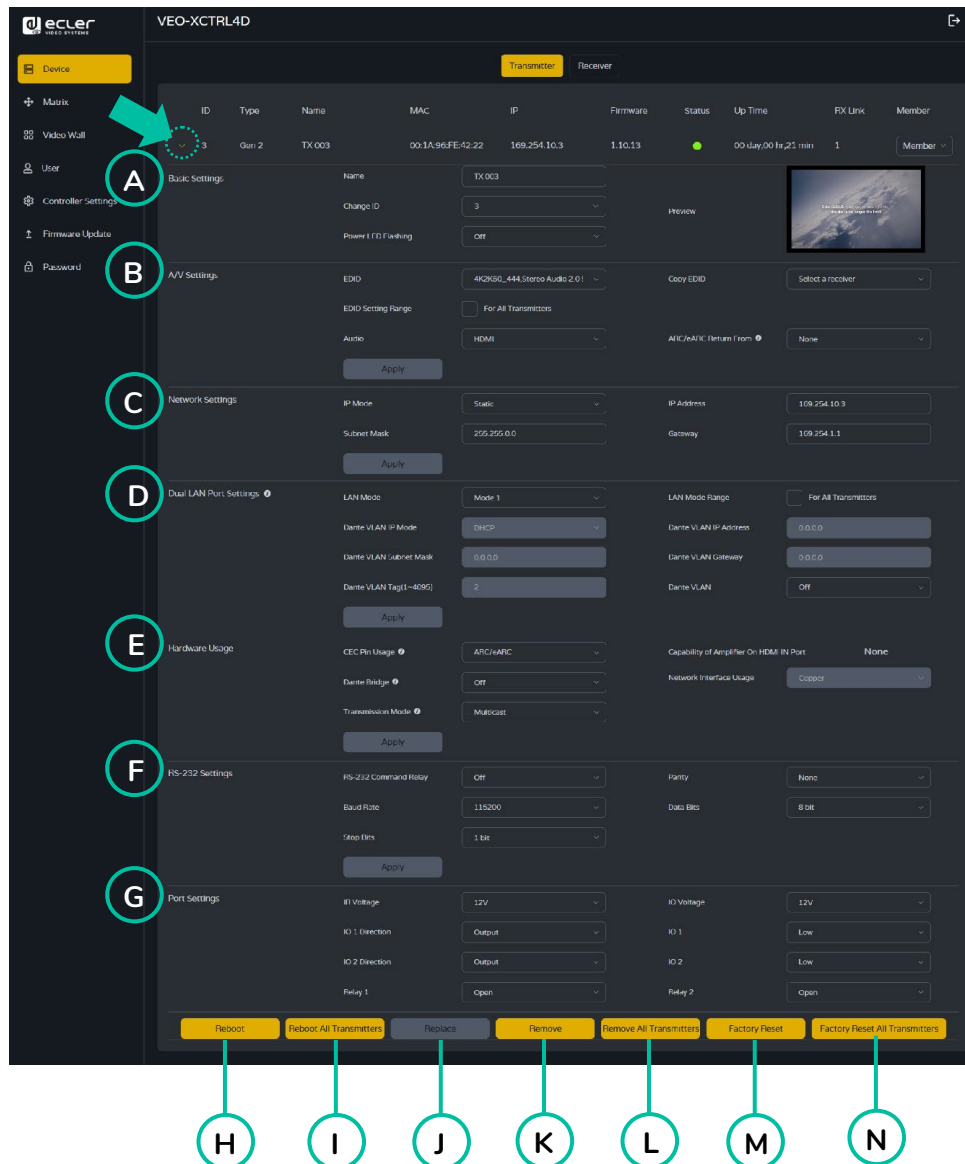 ecler
VIDEO SYSTEMS
VEO-XCTRL4D
Device
Matrix
Video Wall
User
Controller Settings
Firmware Update
Password
Transmitter Receiver
ID Type Name MAC IP Firmware Status Up Time RX Link Member
3 Gen 2 TX 003 00:1A:96:FE:42:22 169.254.10.3 1.10.13 00 day,00 hr,21 min 1 Member
A
Basic Settings Name TX 003
Change ID 3 Preview
Power LED Flashing Off
B
A/V Settings EDID 4K2K60_444,Stereo Audio 2.0 Copy EDID Select a receiver
EDID Setting Range For All Transmitters
Audio HDMI ARC/eARC Return From None
Apply
C
Network Settings IP Mode Static IP Address 169.254.10.3
Subnet Mask 255.255.0.0 Gateway 169.254.1.1
Apply
D
Dual LAN Port Settings LAN Mode Mode 1 LAN Mode Range For All Transmitters
Dante VLAN IP Mode DHCP Dante VLAN IP Address 0.0.0.0
Dante VLAN Subnet Mask 0.0.0.0 Dante VLAN Gateway 0.0.0.0
Dante VLAN Tag(1~4095) 2 Dante VLAN Off
Apply
E
Hardware Usage CEC Pin Usage ARC/eARC Capability of Amplifier On HDMI IN Port None
Dante Bridge Off Network Interface Usage Copper
Transmission Mode Multicast
Apply
F
RS-232 Settings RS-232 Command Relay Off Parity None
Baud Rate 115200 Data Bits 8 bit
Stop Bits 1 bit
Apply
G
Port Settings IR Voltage 12V IO Voltage 12V
IO 1 Direction Output IO 1 Low
IO 2 Direction Output IO 2 Low
Relay 1 Open Relay 2 Open
Reboot Reboot All Transmitters Replace Remove Remove All Transmitters Factory Reset Factory Reset All Transmitters
H I J K L M N